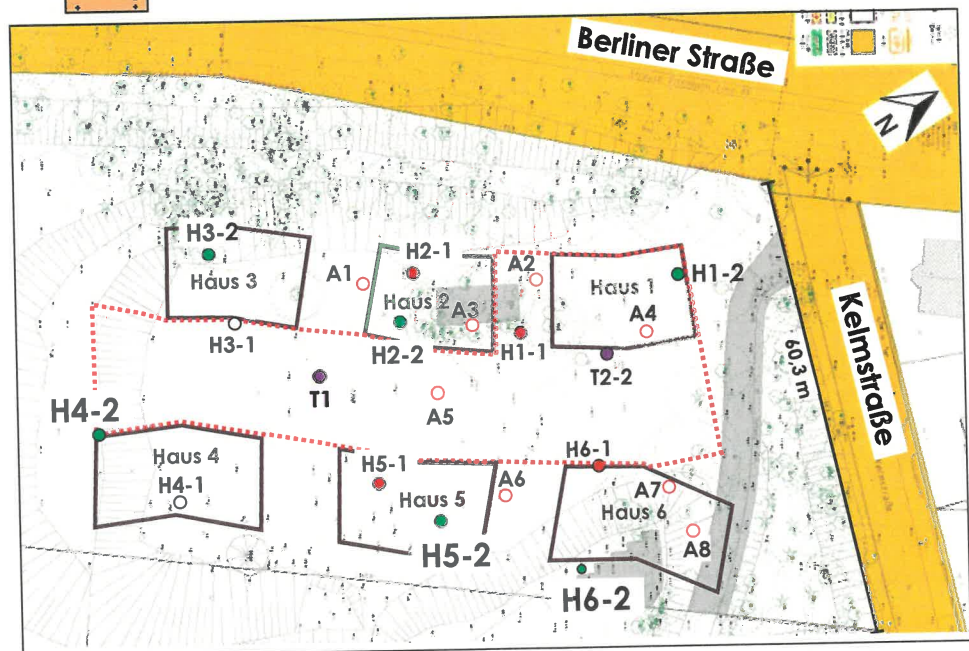 Berliner Straße
N
H3-2
Haus 3
A1
H2-1
Haus 2
A3
A2
Haus 1
H1-2
A4
H3-1
H2-2
H1-1
T2-2
60,3 m
Kelmstraße
T1
A5
H4-2
Haus 4
H4-1
H5-1
Haus 5
H5-2
A6
H6-1
A7
Haus 6
A8
H6-2